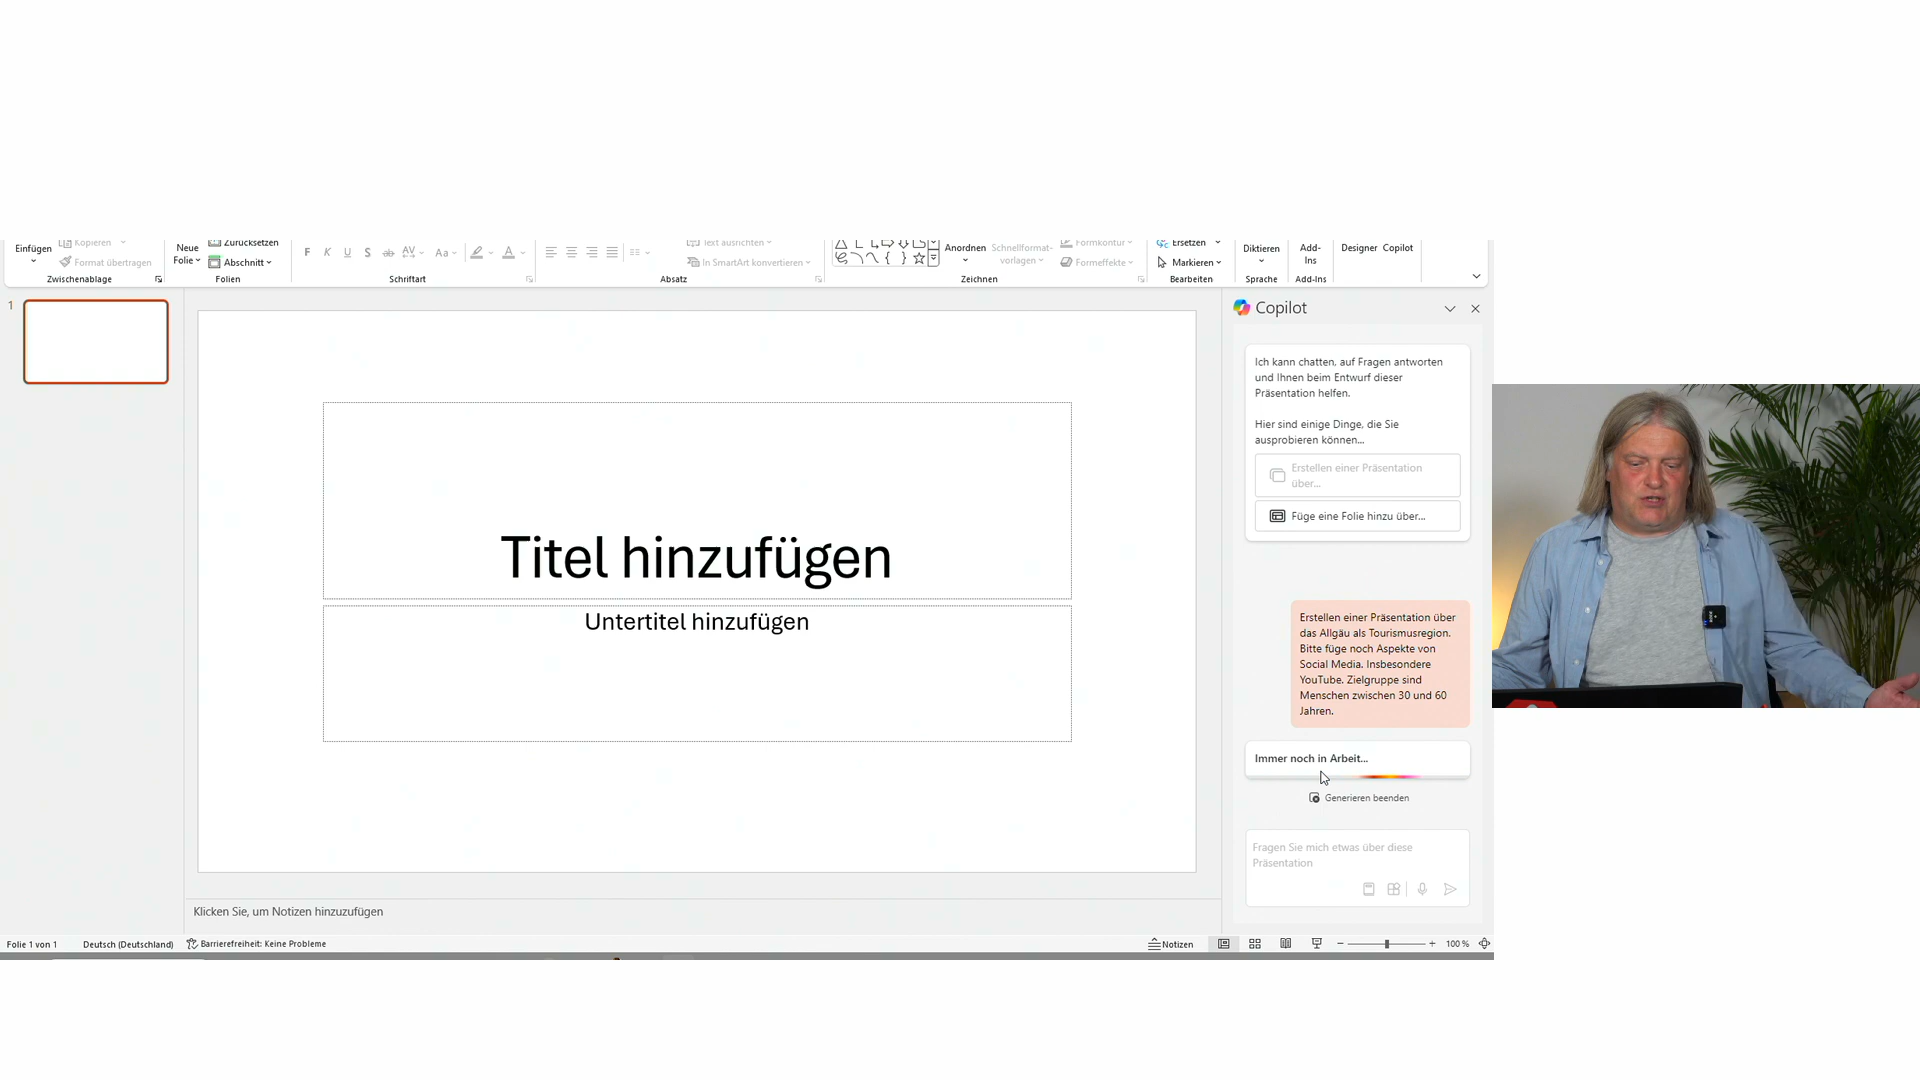 Einfügen
Kopieren
Format übertragen
Zwischenablage
Neue
Folie
Zurücksetzen
Abschnitt
Folien
F K U S ab AV Aa A
Schriftart
Text ausrichten
In SmartArt konvertieren
Absatz
Anordnen
Schnellformat-
vorlagen
Formkontur
Formeffekte
Zeichnen
Ersetzen
Markieren
Bearbeiten
Diktieren
Sprache
Add-
Ins
Add-Ins
Designer
Copilot
1
Titel hinzufügen
Untertitel hinzufügen
Klicken Sie, um Notizen hinzuzufügen
Copilot
Ich kann chatten, auf Fragen antworten
und Ihnen beim Entwurf dieser
Präsentation helfen.
Hier sind einige Dinge, die Sie
ausprobieren können...
Erstellen einer Präsentation
über...
Füge eine Folie hinzu über...
Erstellen einer Präsentation über
das Allgäu als Tourismusregion.
Bitte füge noch Aspekte von
Social Media. Insbesondere
YouTube. Zielgruppe sind
Menschen zwischen 30 und 60
Jahren.
Immer noch in Arbeit...
Generieren beenden
Fragen Sie mich etwas über diese
Präsentation
Folie 1 von 1
Deutsch (Deutschland)
Barrierefreiheit: Keine Probleme
Notizen
100 %